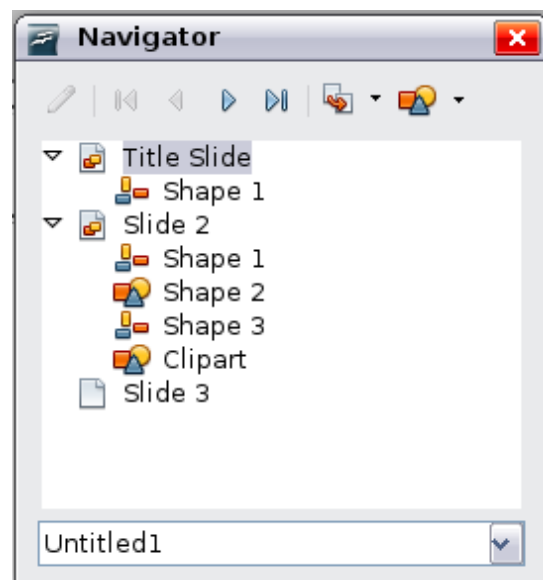 Navigator
Title Slide
Shape 1
Slide 2
Shape 1
Shape 2
Shape 3
Clipart
Slide 3
Untitled1